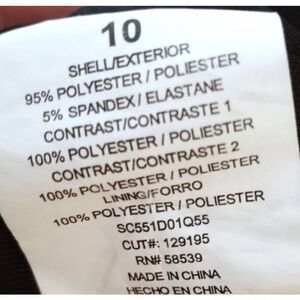 10
SHELL/EXTERIOR
95% POLYESTER / POLIESTER
5% SPANDEX / ELASTANE
CONTRAST/CONTRASTE 1
100% POLYESTER / POLIESTER
CONTRAST/CONTRASTE 2
100% POLYESTER / POLIESTER
LINING/FORRO
100% POLYESTER / POLIESTER
SC551D01Q55
CUT#: 129195
RN# 58539
MADE IN CHINA
HECHO EN CHINA